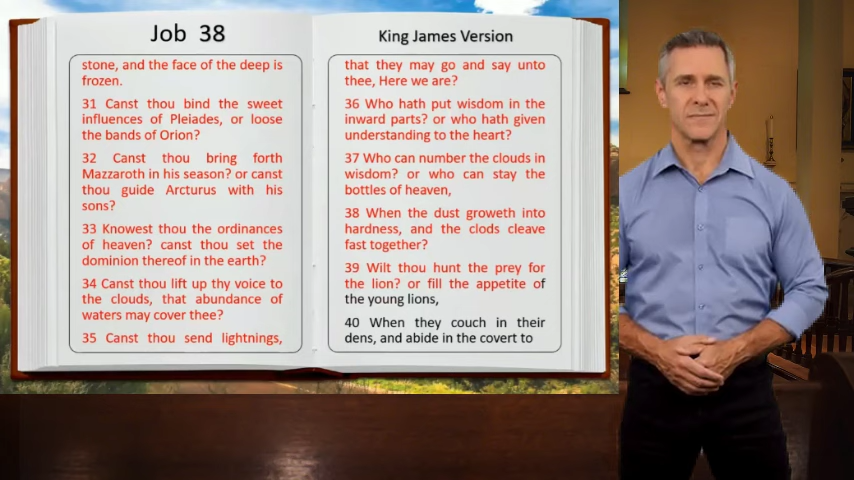 Job 38
stone, and the face of the deep is
frozen.
31 Canst thou bind the sweet
influences of Pleiades, or loose
the bands of Orion?
32 Canst thou bring forth
Mazzaroth in his season? or canst
thou guide Arcturus with his
sons?
33 Knowest thou the ordinances
of heaven? canst thou set the
dominion thereof in the earth?
34 Canst thou lift up thy voice to
the clouds, that abundance of
waters may cover thee?
35 Canst thou send lightnings,
King James Version
that they may go and say unto
thee, Here we are?
36 Who hath put wisdom in the
inward parts? or who hath given
understanding to the heart?
37 Who can number the clouds in
wisdom? or who can stay the
bottles of heaven,
38 When the dust groweth into
hardness, and the clods cleave
fast together?
39 Wilt thou hunt the prey for
the lion? or fill the appetite of
the young lions,
40 When they couch in their
dens, and abide in the covert to